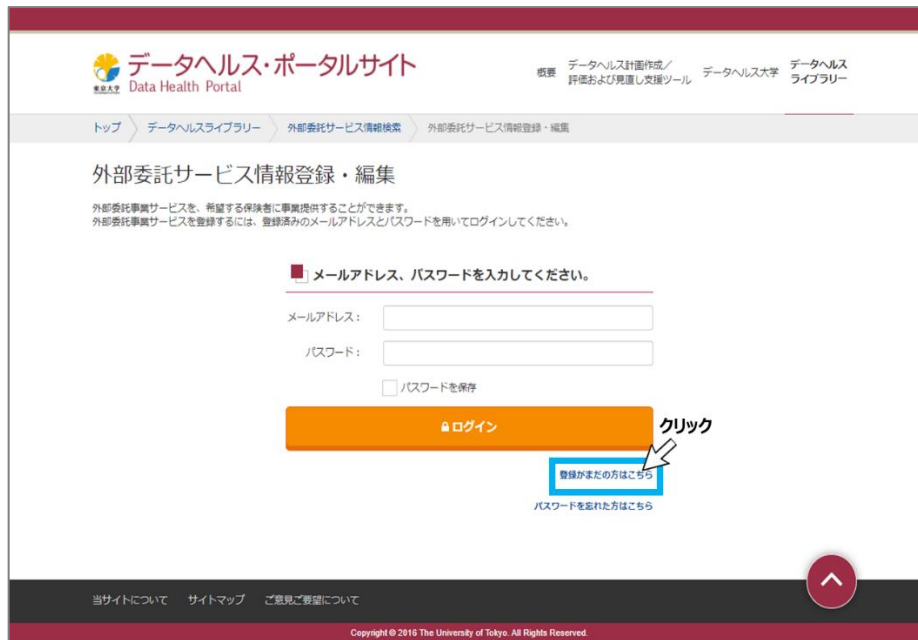 東京大学
データヘルス・ポータルサイト
Data Health Portal
概要
データヘルス計画作成／
評価および見直し支援ツール
データヘルス大学
データヘルス
ライブラリー
トップ
データヘルスライブラリー
外部委託サービス情報検索
外部委託サービス情報登録・編集
外部委託サービス情報登録・編集
外部委託事業サービスを、希望する保険者に事業提供することができます。
外部委託事業サービスを登録するには、登録済みのメールアドレスとパスワードを用いてログインしてください。
メールアドレス、パスワードを入力してください。
メールアドレス：
パスワード：
パスワードを保存
ログイン
クリック
登録がまだの方はこちら
パスワードを忘れた方はこちら
当サイトについて
サイトマップ
ご意見ご要望について
Copyright © 2016 The University of Tokyo. All Rights Reserved.